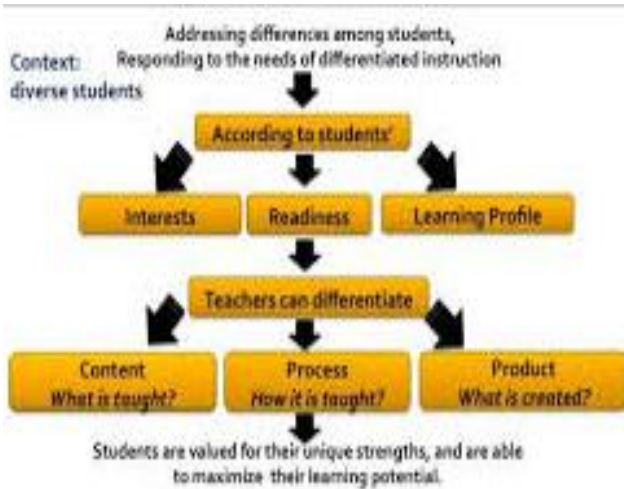 Addressing differences among students,
Context:
Responding to the needs of differentiated instruction
diverse students
According to students'
Interests
Readiness
Learning Profile
Teachers can differentiate
Content
What is taught?
Process
How it is taught?
Product
What is created?
Students are valued for their unique strengths, and are able
to maximize their learning potential.